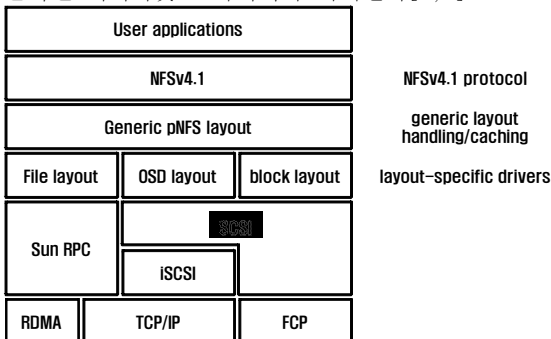 User applications
NFSv4.1
NFSv4.1 protocol
Generic pNFS layout
generic layout
handling/caching
File layout
OSD layout
block layout
layout-specific drivers
SCSI
Sun RPC
iSCSI
RDMA
TCP/IP
FCP